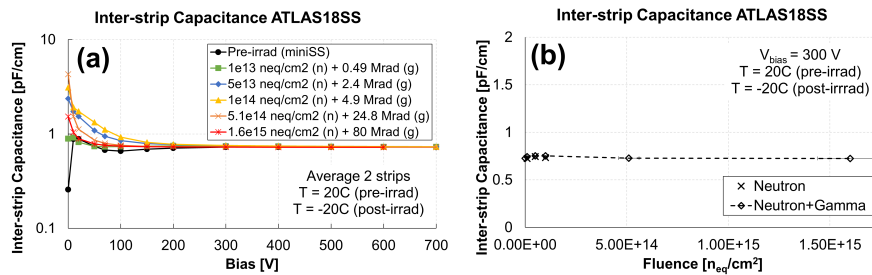 Inter-strip Capacitance ATLAS18SS
(a)
Inter-strip Capacitance [pF/cm]
10
1
0.1
Pre-irrad (miniSS)
1e13 neq/cm2 (n) + 0.49 Mrad (g)
5e13 neq/cm2 (n) + 2.4 Mrad (g)
1e14 neq/cm2 (n) + 4.9 Mrad (g)
5.1e14 neq/cm2 (n) + 24.8 Mrad (g)
1.6e15 neq/cm2 (n) + 80 Mrad (g)
Average 2 strips
T = 20C (pre-irrad)
T = -20C (post-irrad)
0 100 200 300 400 500 600 700
Bias [V]
Inter-strip Capacitance ATLAS18SS
(b)
Inter-strip Capacitance [pF/cm]
2
1.5
1
0.5
0
Vbias = 300 V
T = 20C (pre-irrad)
T = -20C (post-irrrad)
Neutron
Neutron+Gamma
0.00E+00 5.00E+14 1.00E+15 1.50E+15
Fluence [neq/cm2]